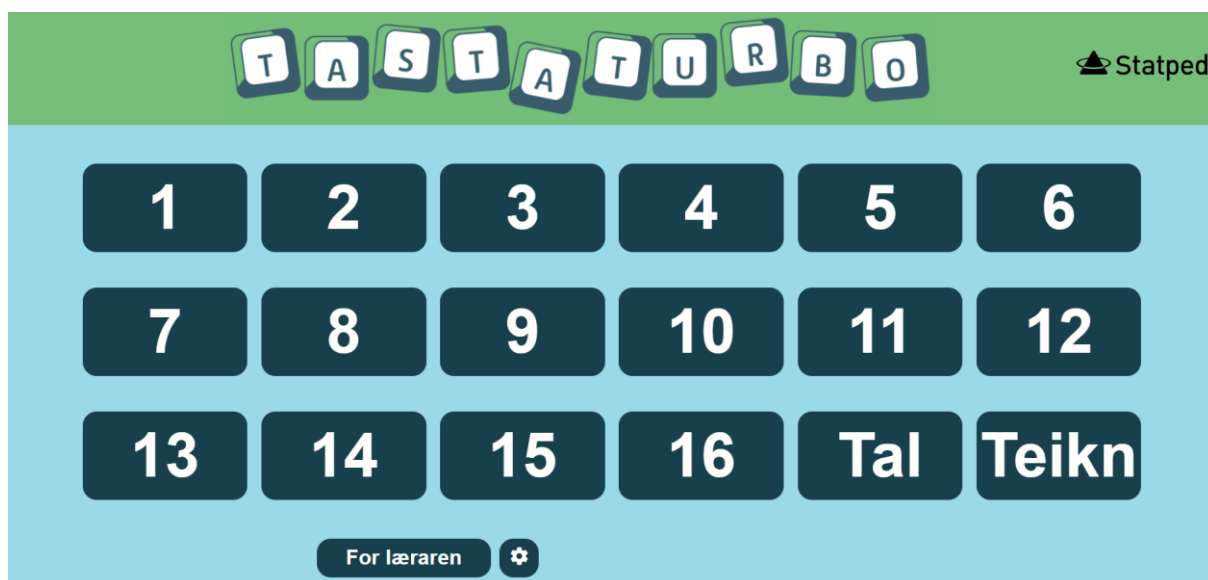 TASTATURBO
Statped
1 2 3 4 5 6
7 8 9 10 11 12
13 14 15 16 Tal Teikn
For læraren